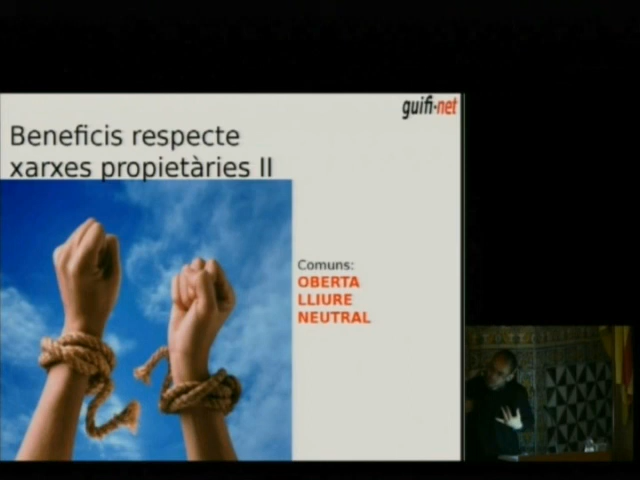 guifi·net
Beneficis respecte
xarxes propietàries II
Comuns:
OBERTA
LLIURE
NEUTRAL